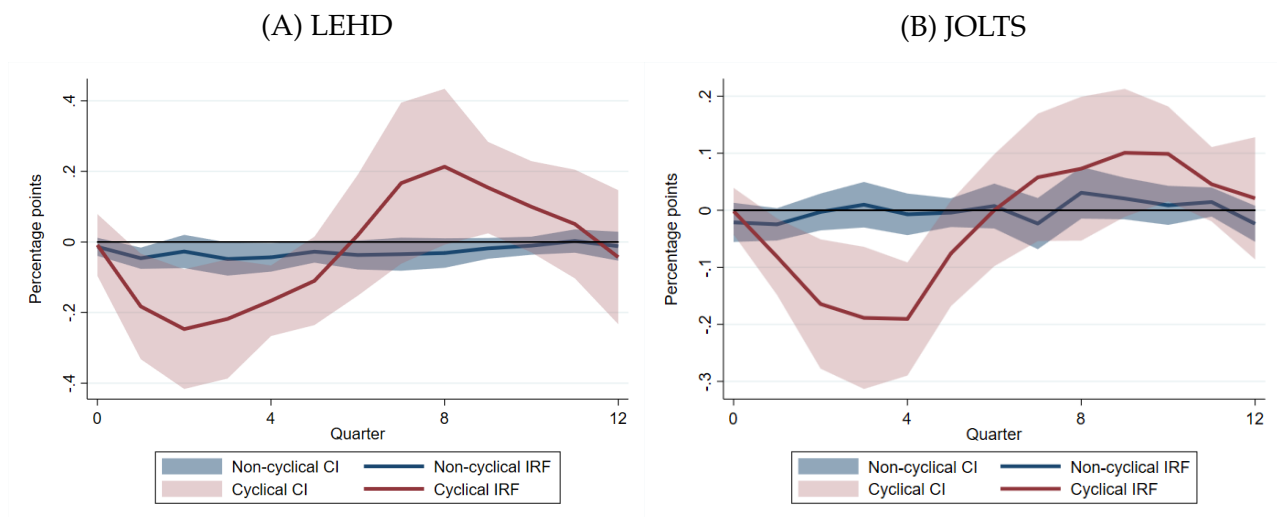 (A) LEHD
Percentage points
.4
.2
0
-.2
-.4
0 4 8 12
Quarter
Non-cyclical CI Non-cyclical IRF
Cyclical CI Cyclical IRF
(B) JOLTS
Percentage points
.2
.1
0
-.1
-.2
-.3
0 4 8 12
Quarter
Non-cyclical CI Non-cyclical IRF
Cyclical CI Cyclical IRF